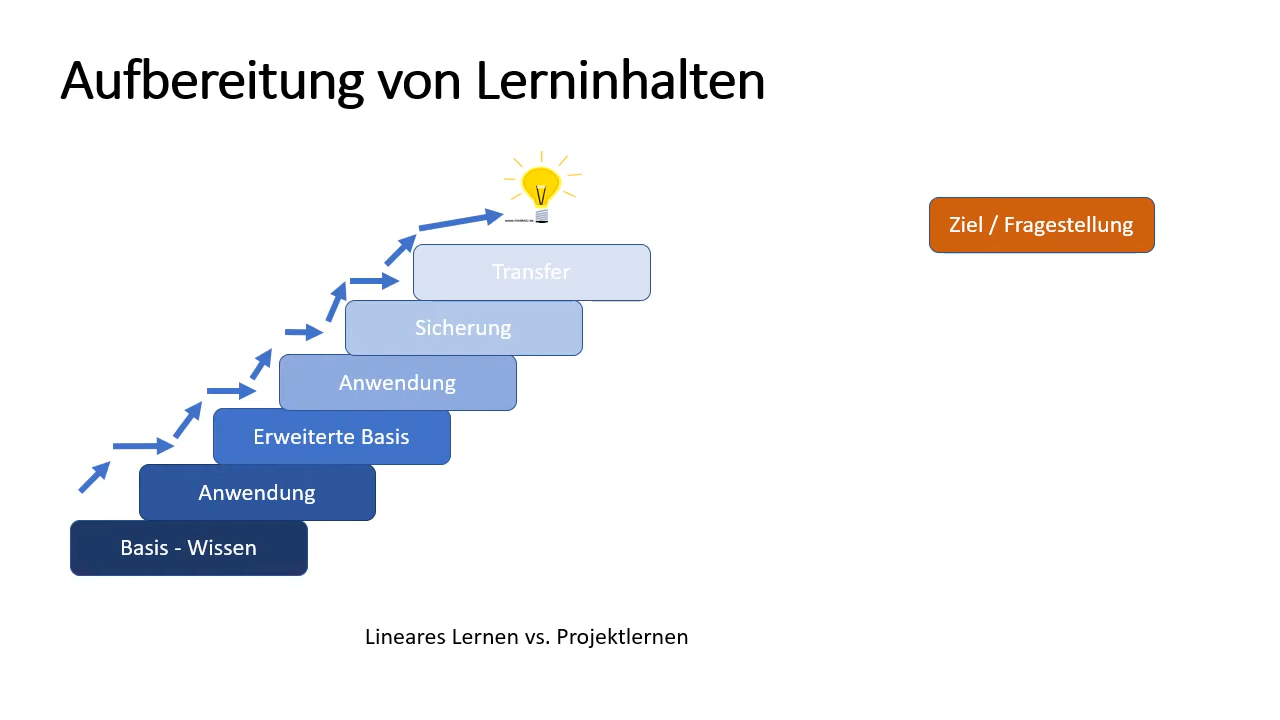 Aufbereitung von Lerninhalten
Ziel / Fragestellung
Transfer
Sicherung
Anwendung
Erweiterte Basis
Anwendung
Basis - Wissen
Lineares Lernen vs. Projektlernen